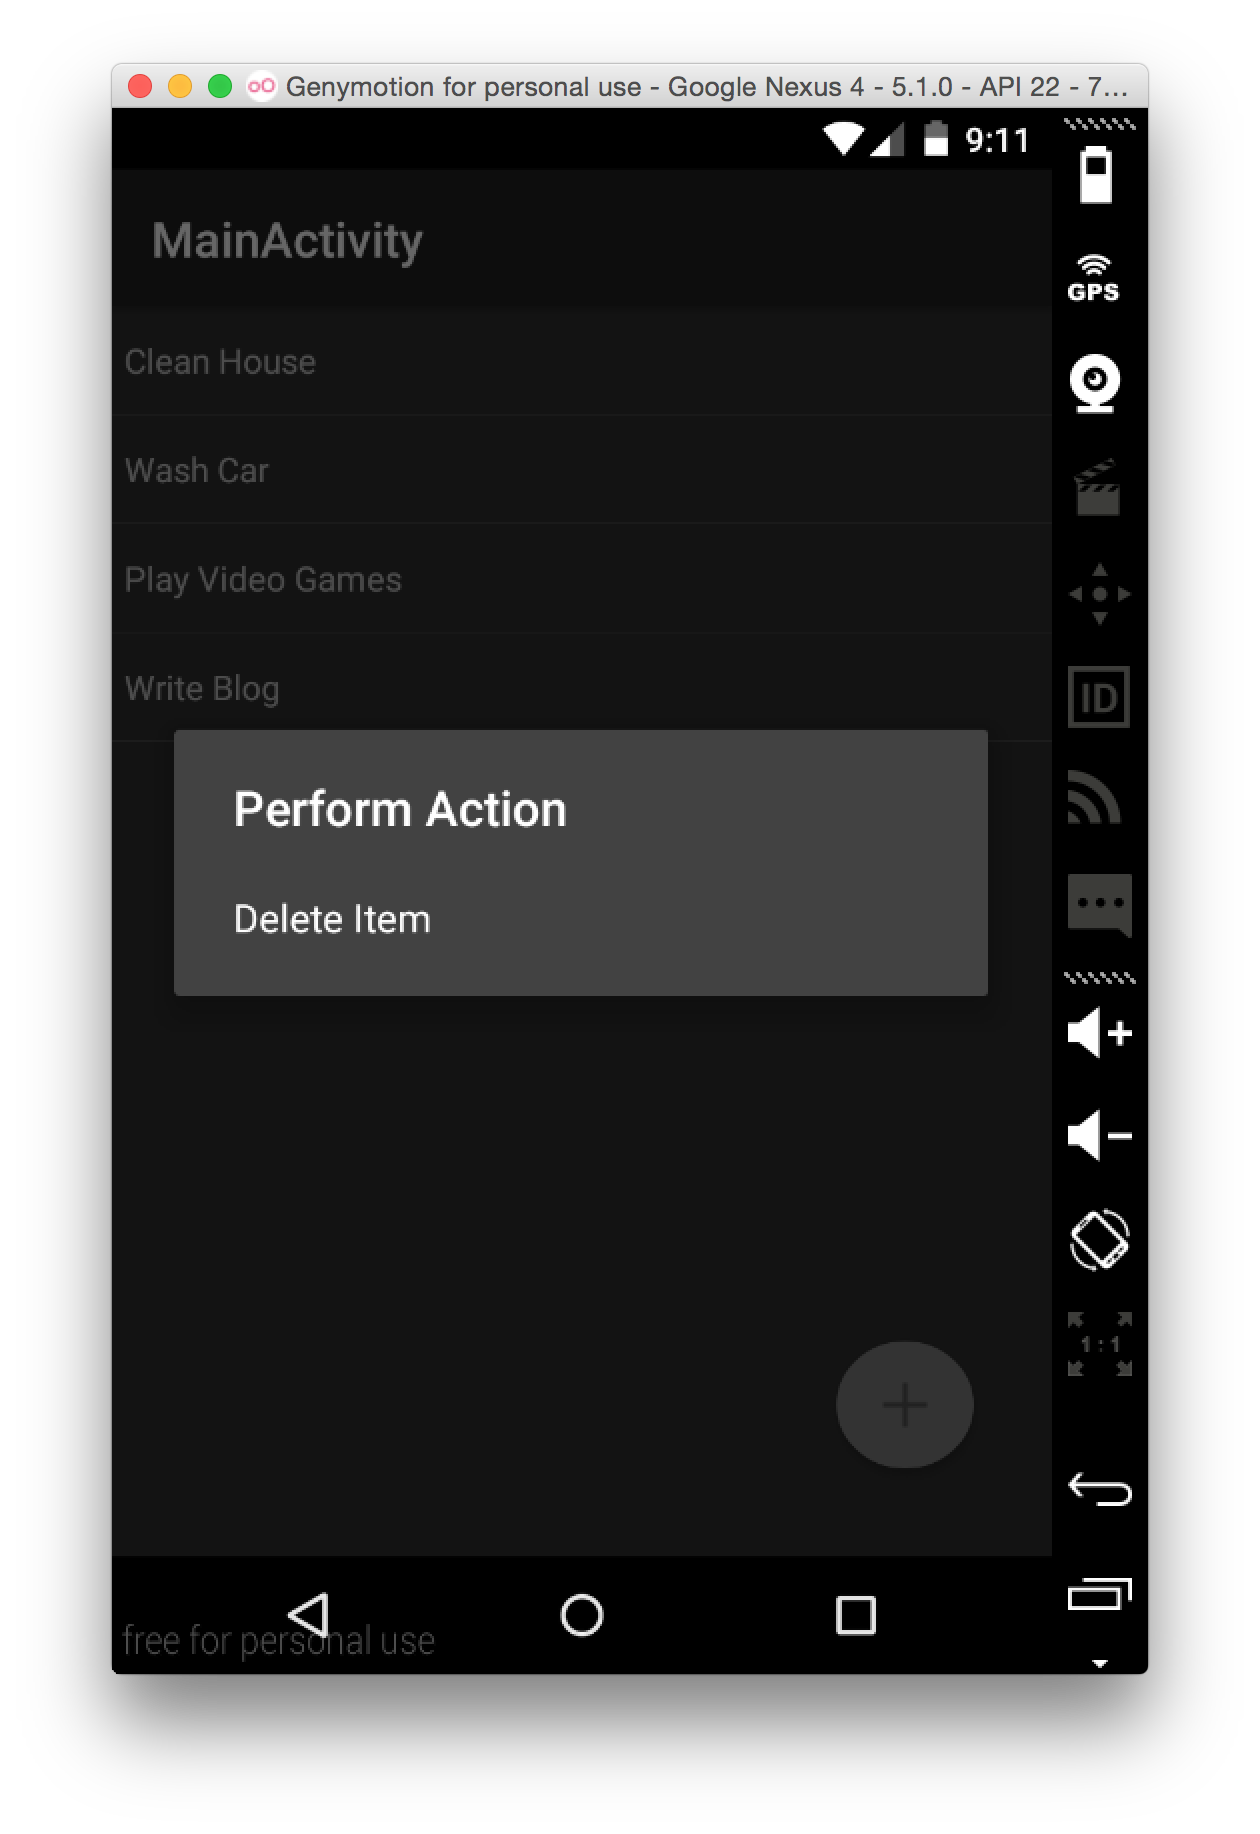 Genymotion for personal use - Google Nexus 4 - 5.1.0 - API 22 - 7...
9:11
MainActivity
GPS
Clean House
Wash Car
Play Video Games
Write Blog
ID
Perform Action
Delete Item
1:1
free for personal use